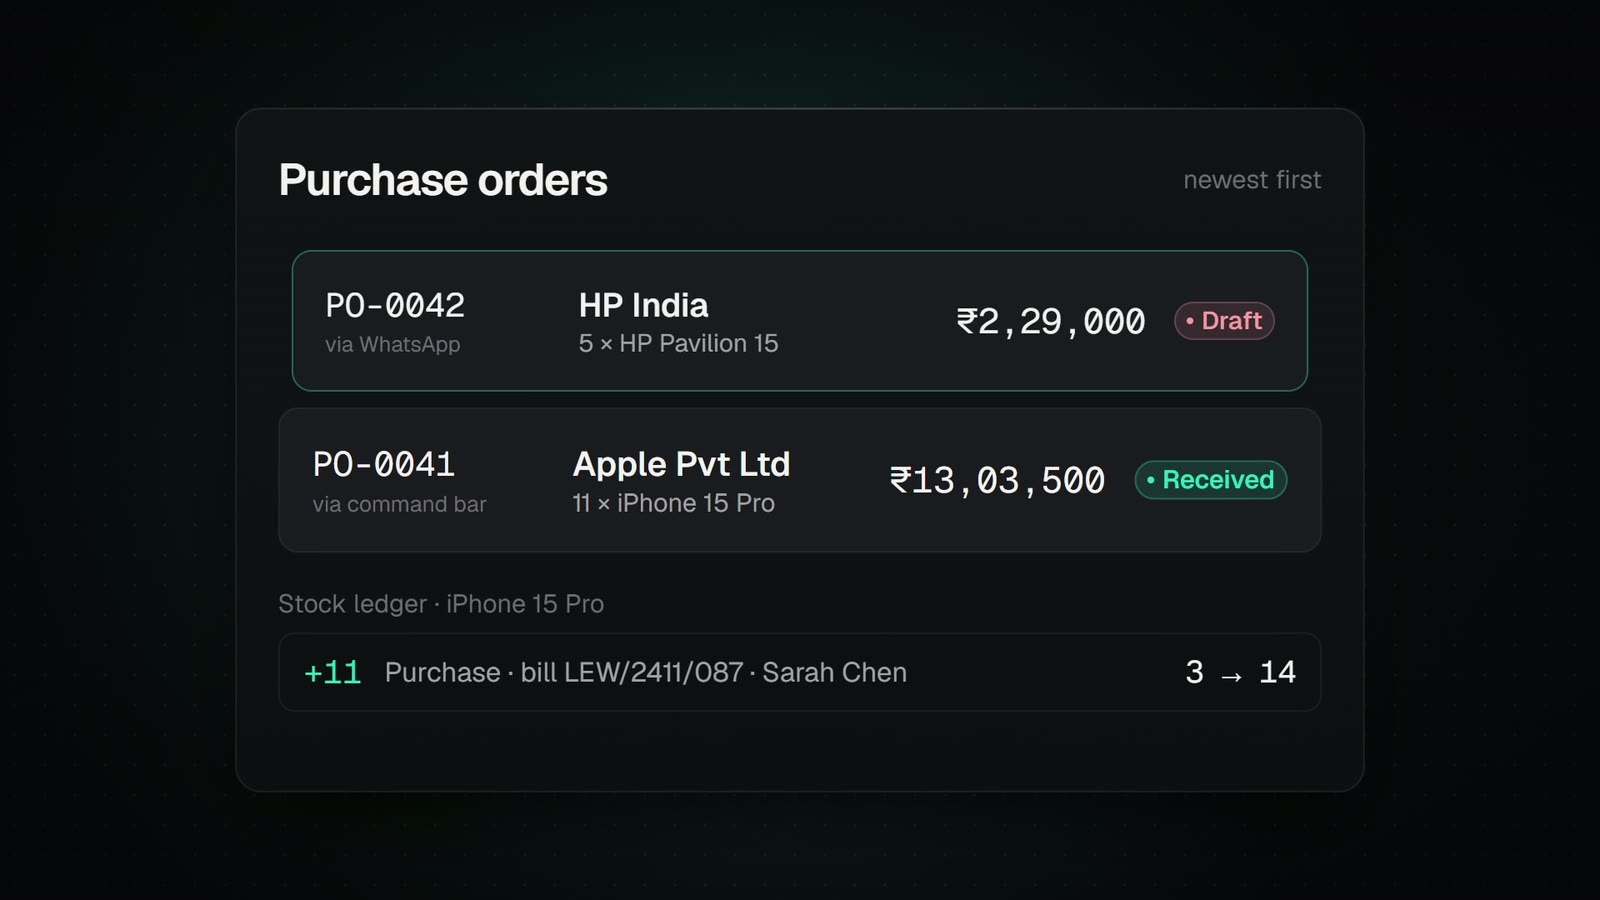 Purchase orders
newest first
PO-0042
via WhatsApp
HP India
5 × HP Pavilion 15
₹2,29,000
• Draft
PO-0041
via command bar
Apple Pvt Ltd
11 × iPhone 15 Pro
₹13,03,500
• Received
Stock ledger · iPhone 15 Pro
+11 Purchase · bill LEW/2411/087 · Sarah Chen 3 → 14